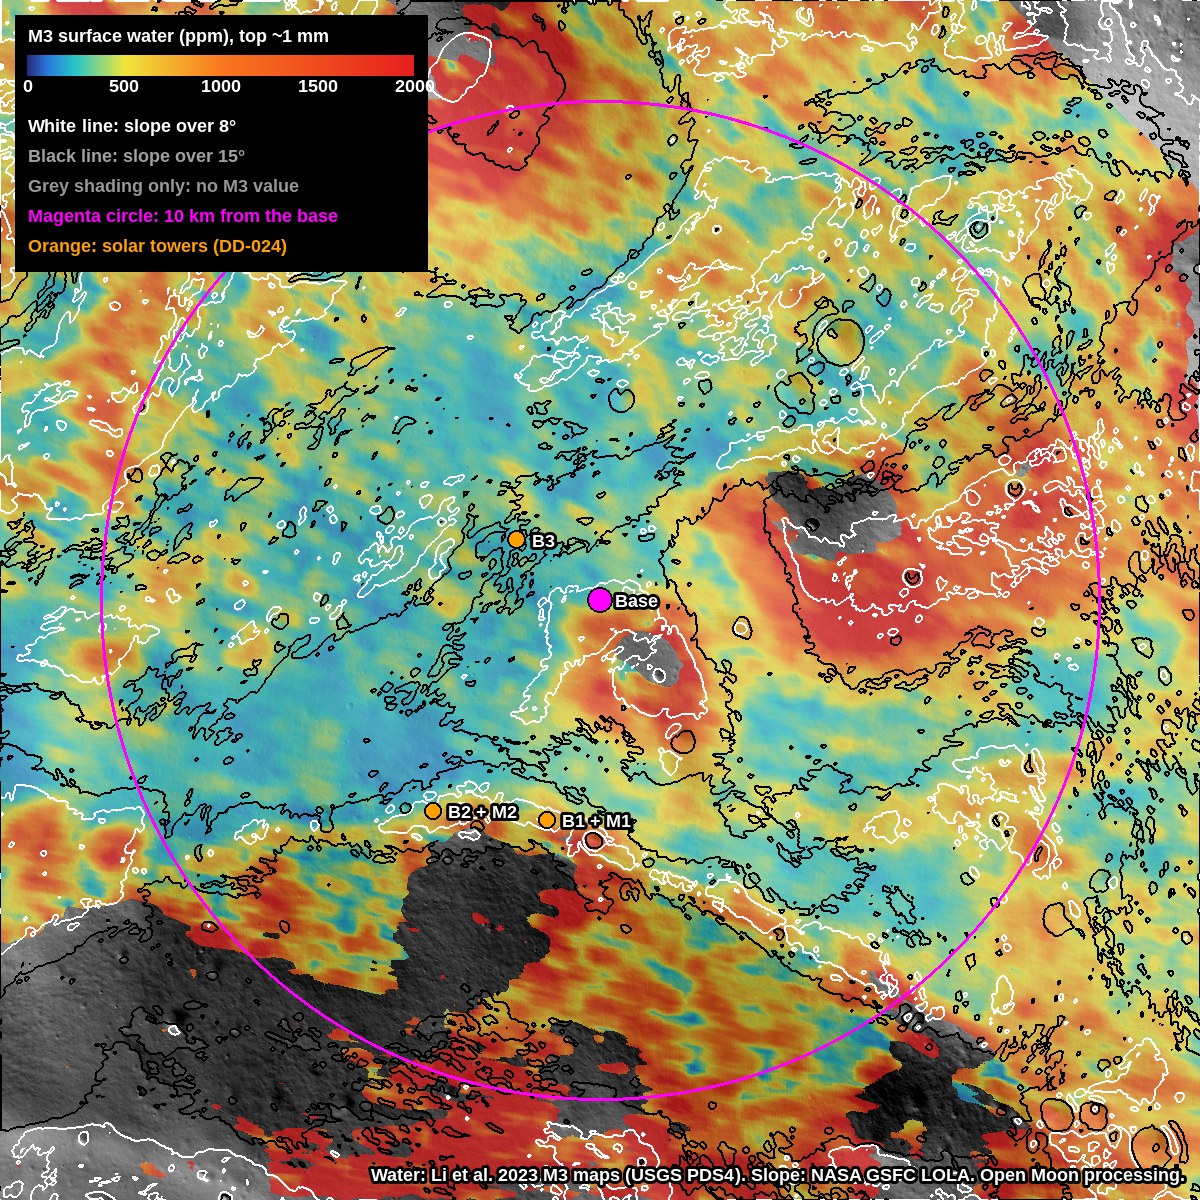 M3 surface water (ppm), top ~1 mm
0 500 1000 1500 2000
White line: slope over 8°
Black line: slope over 15°
Grey shading only: no M3 value
Magenta circle: 10 km from the base
Orange: solar towers (DD-024)
B3
Base
B2 + M2
B1 + M1
Water: Li et al. 2023 M3 maps (USGS PDS4). Slope: NASA GSFC LOLA. Open Moon processing.